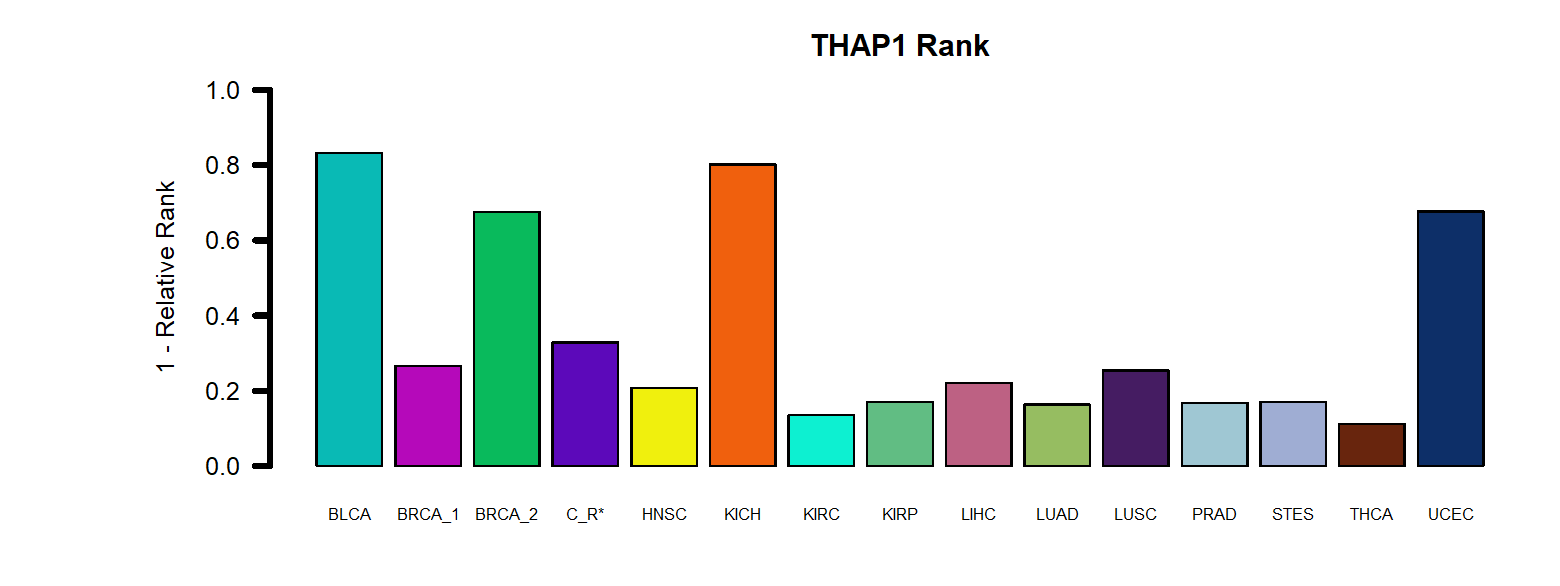 THAP1 Rank
1 - Relative Rank
1.0
0.8
0.6
0.4
0.2
0.0
BLCA BRCA_1 BRCA_2 C_R* HNSC KICH KIRC KIRP LIHC LUAD LUSC PRAD STES THCA UCEC